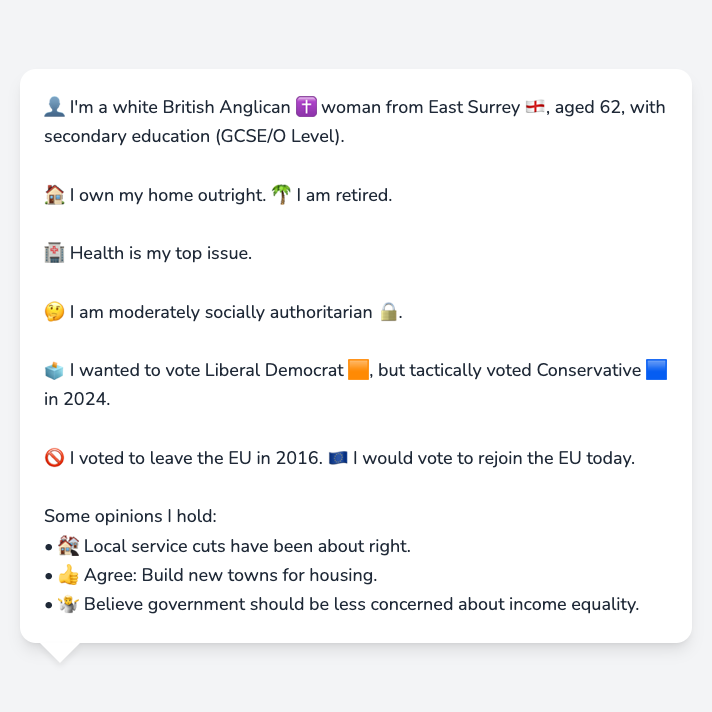 👤 I'm a white British Anglican ✝️ woman from East Surrey 🏴󠁧󠁢󠁥󠁮󠁧󠁿, aged 62, with
secondary education (GCSE/O Level).
🏠 I own my home outright. 🌴 I am retired.
🏥 Health is my top issue.
🤔 I am moderately socially authoritarian 🔒.
🗳️ I wanted to vote Liberal Democrat 🟧, but tactically voted Conservative 🟦
in 2024.
🚫 I voted to leave the EU in 2016. 🇪🇺 I would vote to rejoin the EU today.
Some opinions I hold:
• 🏚️ Local service cuts have been about right.
• 👍 Agree: Build new towns for housing.
• 🤷 Believe government should be less concerned about income equality.